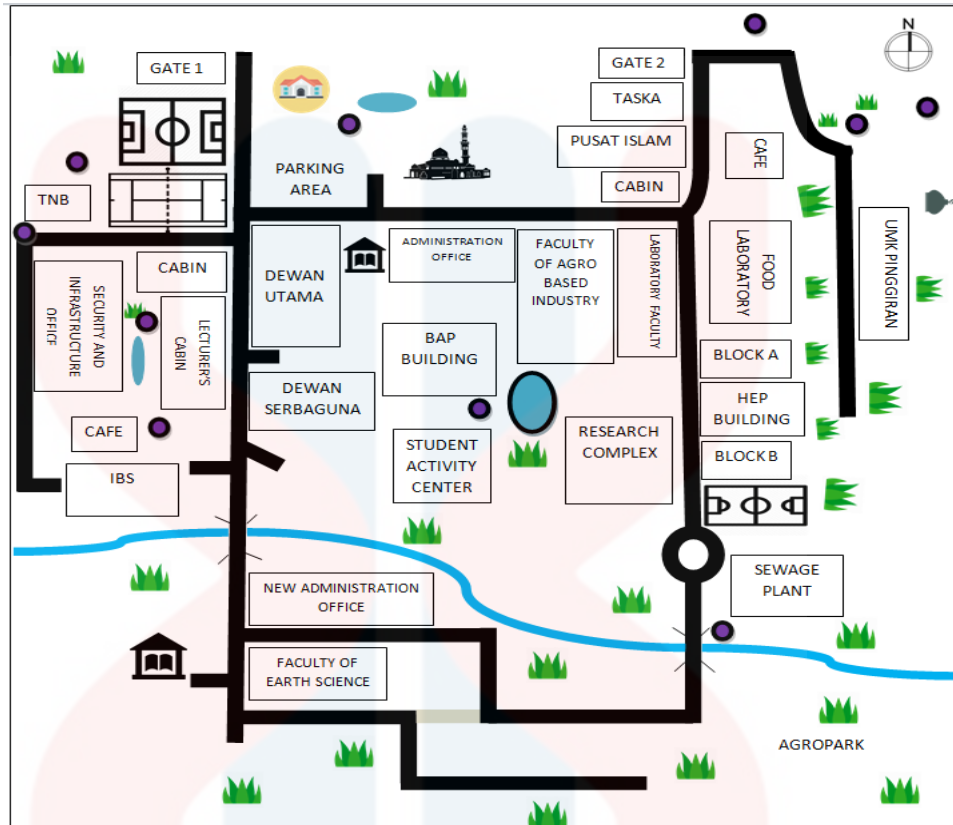 N
GATE 1
GATE 2
TASKA
PUSAT ISLAM
CABIN
CAFE
PARKING
AREA
TNB
CABIN
SECURITY AND
INFRASTRUCTURE
OFFICE
LECTURER'S
CABIN
CAFE
IBS
DEWAN
UTAMA
ADMINISTRATION
OFFICE
FACULTY
OF AGRO
BASED
INDUSTRY
LABORATORY FACULTY
FOOD
LABORATORY
UMK PINGGIRAN
BAP
BUILDING
BLOCK A
DEWAN
SERBAGUNA
HEP
BUILDING
STUDENT
ACTIVITY
CENTER
RESEARCH
COMPLEX
BLOCK B
NEW ADMINISTRATION
OFFICE
SEWAGE
PLANT
FACULTY OF
EARTH SCIENCE
AGROPARK